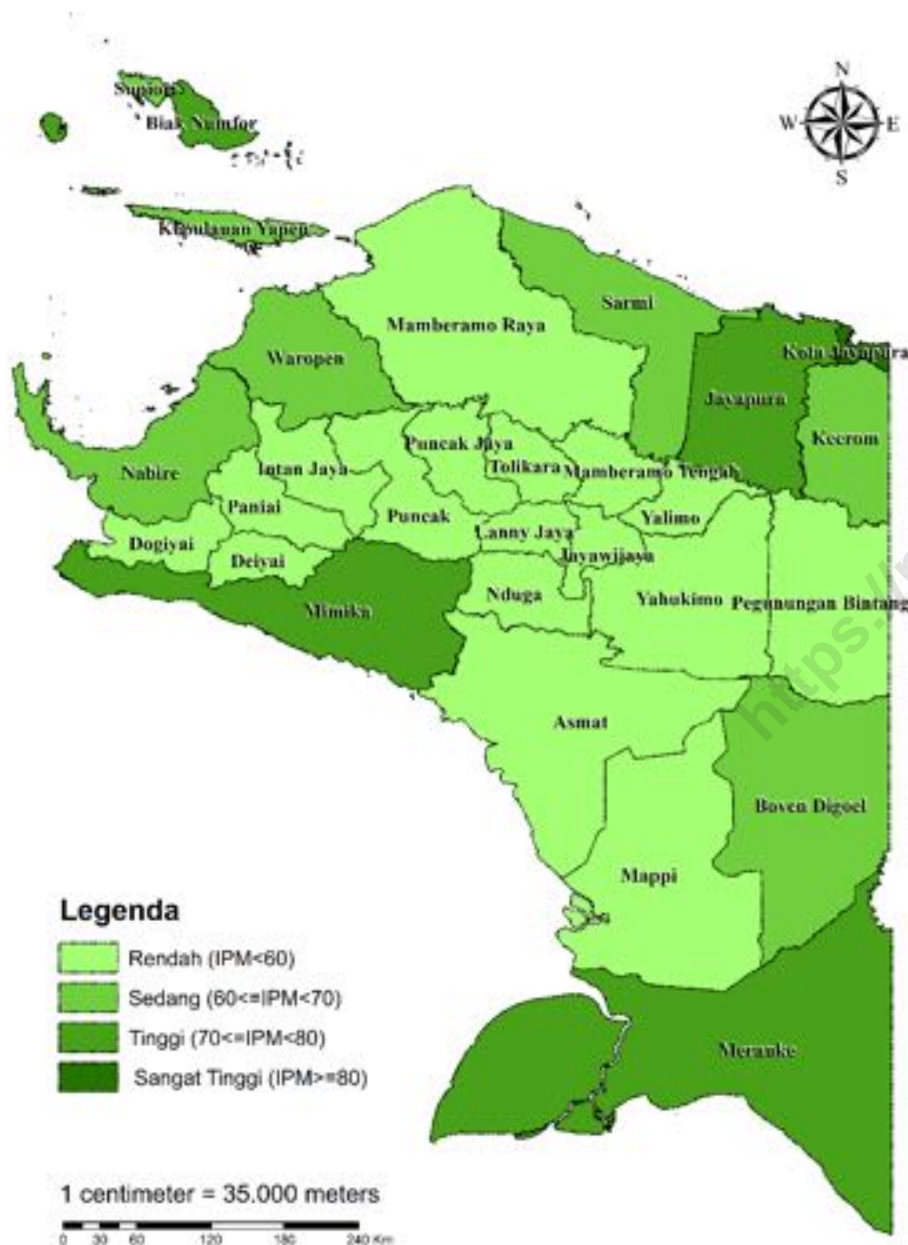 Supiori
N
Biak Numfor
W
E
S
Kepulauan Yapen
Sarmi
Mamberamo Raya
Waropen
Kota Jayapura
Jayapura
Keerom
Puncak Jaya
Intan Jaya
Tolikara
Mamberamo Tengah
Nabire
Paniai
Puncak
Yalimo
Lanny Jaya
Dogiyai
Jayawijaya
Deiyai
Nduga
Yahukimo
Pegunungan Bintang
Mimika
https://
Asmat
Boven Digoel
Mappi
Legenda
Rendah (IPM<60)
Sedang (60<=IPM<70)
Tinggi (70<=IPM<80)
Sangat Tinggi (IPM>=80)
Merauke
1 centimeter = 35.000 meters
0 30 60 120 180 240 Km